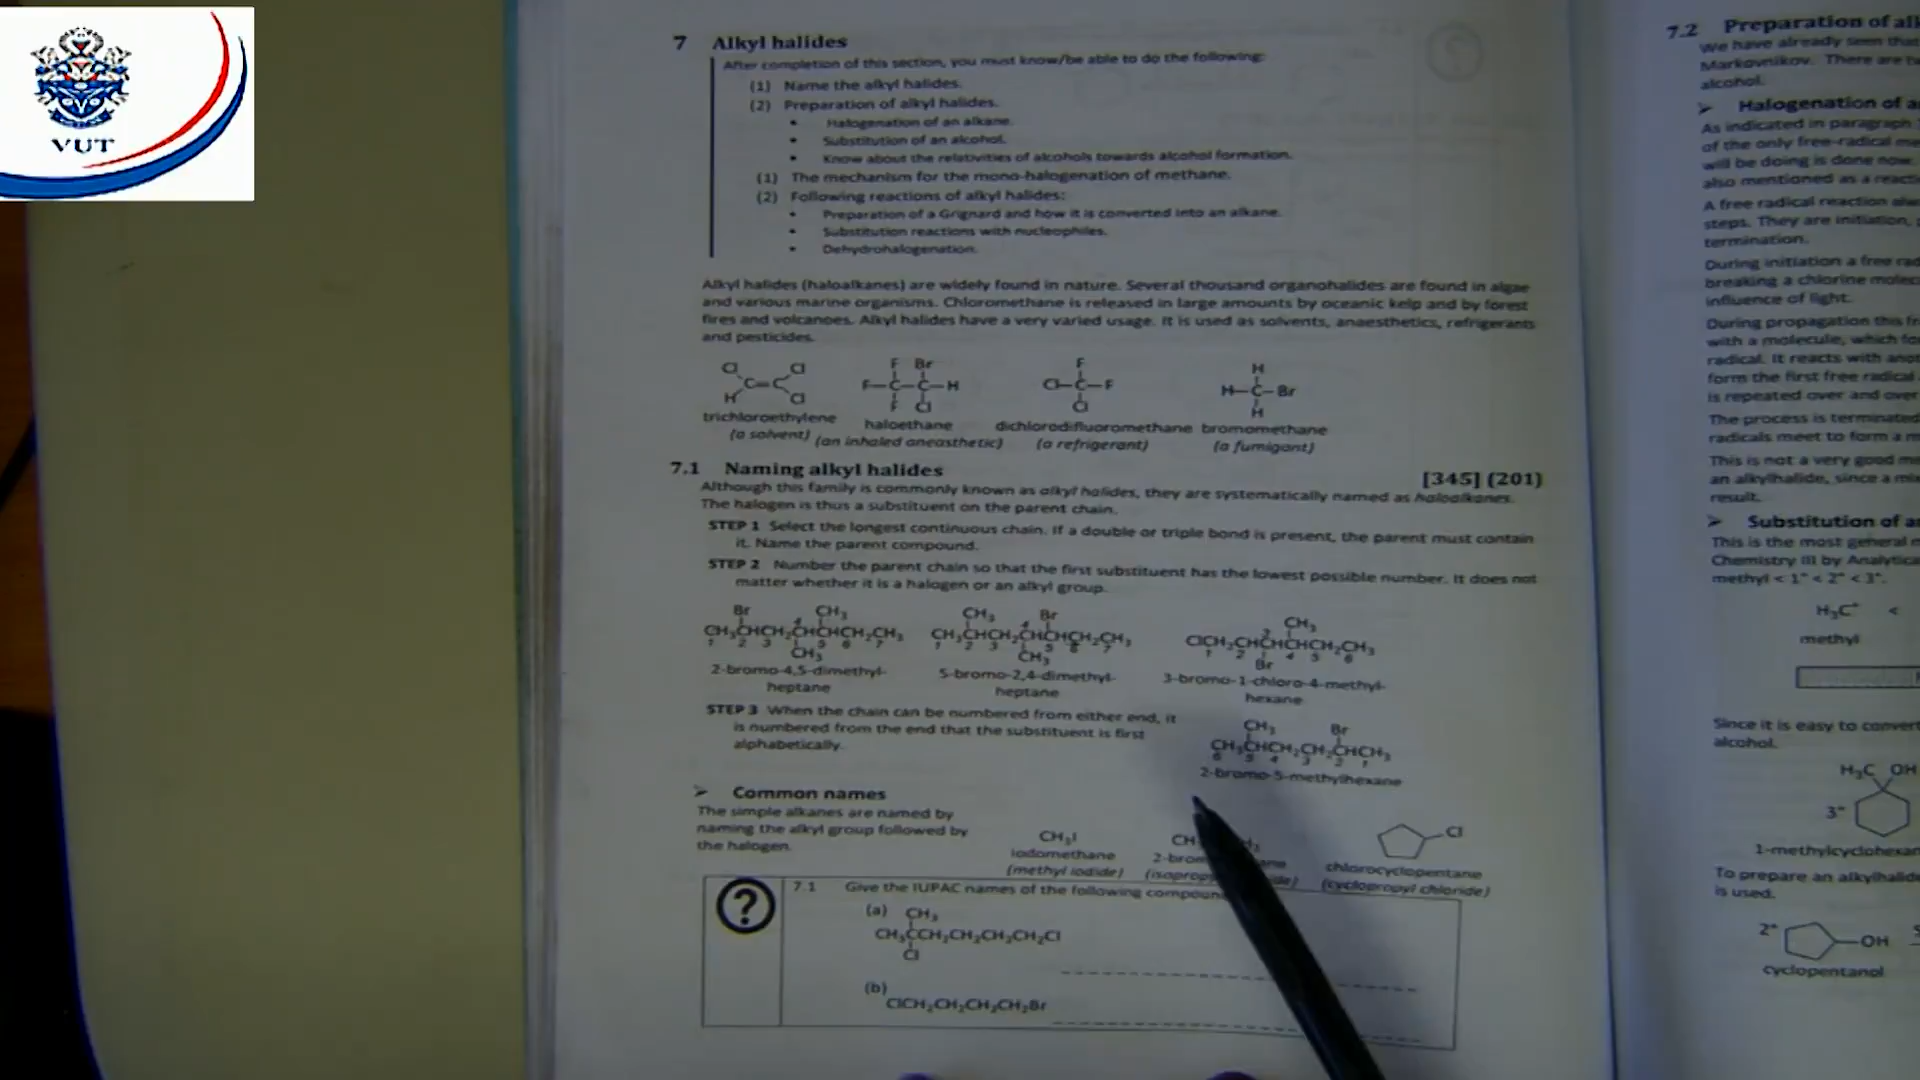 VUT
7 Alkyl halides
After completion of this section, you must know/be able to do the following:
(1) Name the alkyl halides.
(2) Preparation of alkyl halides.
• Halogenation of an alkane.
• Substitution of an alcohol.
• Know about the relativities of alcohols towards alcohol formation.
(1) The mechanism for the mono-halogenation of methane.
(2) Following reactions of alkyl halides:
• Preparation of a Grignard and how it is converted into an alkane.
• Substitution reactions with nucleophiles.
• Dehydrohalogenation.
Alkyl halides (haloalkanes) are widely found in nature. Several thousand organohalides are found in algae
and various marine organisms. Chloromethane is released in large amounts by oceanic kelp and by forest
fires and volcanoes. Alkyl halides have a very varied usage. It is used as solvents, anaesthetics, refrigerants
and pesticides.
Cl Cl F Br F H
C=C F-C-C-H Cl-C-F H-C-Br
H Cl F Cl Cl H
trichloroethylene haloethane dichlorodifluoromethane bromomethane
(a solvent) (an inhaled aneasthetic) (a refrigerant) (a fumigant)
7.1 Naming alkyl halides [345] (201)
Although this family is commonly known as alkyl halides, they are systematically named as haloalkanes.
The halogen is thus a substituent on the parent chain.
STEP 1 Select the longest continuous chain. If a double or triple bond is present, the parent must contain
it. Name the parent compound.
STEP 2 Number the parent chain so that the first substituent has the lowest possible number. It does not
matter whether it is a halogen or an alkyl group.
Br CH₃ CH₃ Br CH₃
CH₃CHCH₂CHCHCH₂CH₃ CH₃CHCH₂CHCHCH₂CH₃ ClCH₂CH₂CHCHCH₂CH₃
1 2 3 4 5 6 7 1 2 3 4 5 6 7 1 2 3 4 5 6
CH₃ CH₃ Br
2-bromo-4,5-dimethyl- 5-bromo-2,4-dimethyl- 3-bromo-1-chloro-4-methyl-
heptane heptane hexane
STEP 3 When the chain can be numbered from either end, it
is numbered from the end that the substituent is first
alphabetically.
CH₃ Br
CH₃CHCH₂CH₂CHCH₃
6 5 4 3 2 1
2-bromo-5-methylhexane
➢ Common names
The simple alkanes are named by
naming the alkyl group followed by
the halogen.
CH₃I Cl
iodomethane chlorocyclopentane
(methyl iodide) (cyclopropyl chloride)
? 7.1 Give the IUPAC names of the following
(a) CH₃
CH₃CCH₂CH₂CH₂CH₂Cl
Cl
(b)
ClCH₂CH₂CH₂CH₂Br
7.2 Preparation of
We have already seen that
Markovnikov. There are
alcohol.
➢ Halogenation of
As indicated in paragraph
of the only free-radical
will be doing is done now.
also mentioned as a
A free radical reaction
steps. They are initiation,
termination.
During initiation a free
breaking a chlorine
influence of light.
During propagation this
with a molecule, which
radical. It reacts with
form the first free radical
is repeated over and over
The process is terminated
radicals meet to form a
This is not a very good
an alkylhalide, since a
result.
➢ Substitution of
This is the most general
Chemistry III by
methyl < 1° < 2° < 3°.
H₃C⁺ <
methyl
Since it is easy to
alcohol.
H₃C OH
3°
To prepare an
is used.
2° OH
cyclopentanol